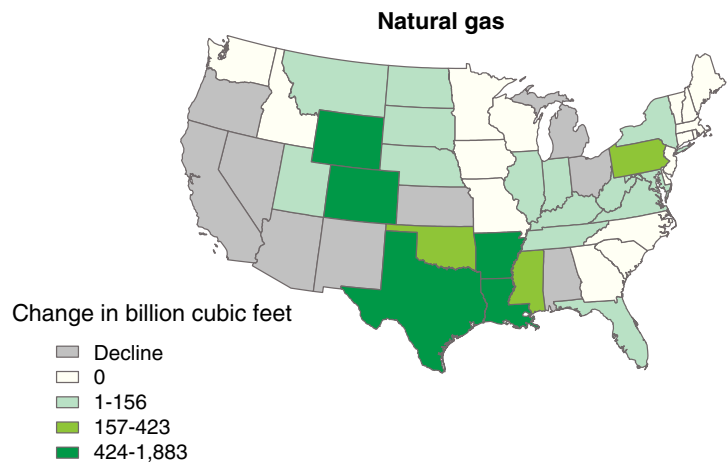 Natural gas
Change in billion cubic feet
Decline
0
1-156
157-423
424-1,883